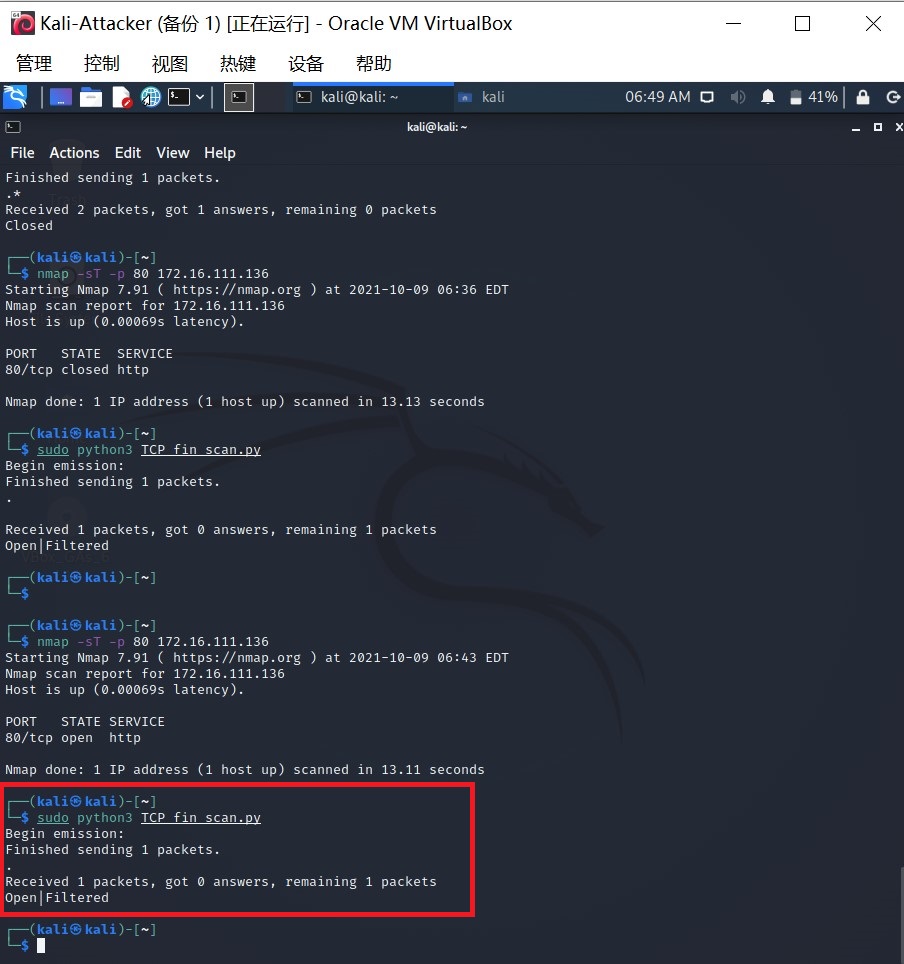 Kali-Attacker (备份 1) [正在运行] - Oracle VM VirtualBox
管理 控制 视图 热键 设备 帮助
kali@kali: ~ kali 06:49 AM 41%
kali@kali: ~
File Actions Edit View Help
Finished sending 1 packets.
.*
Received 2 packets, got 1 answers, remaining 0 packets
Closed
┌──(kali㉿kali)-[~]
└─$ nmap -sT -p 80 172.16.111.136
Starting Nmap 7.91 ( https://nmap.org ) at 2021-10-09 06:36 EDT
Nmap scan report for 172.16.111.136
Host is up (0.00069s latency).
PORT   STATE  SERVICE
80/tcp closed http
Nmap done: 1 IP address (1 host up) scanned in 13.13 seconds
┌──(kali㉿kali)-[~]
└─$ sudo python3 TCP_fin_scan.py
Begin emission:
Finished sending 1 packets.
.
Received 1 packets, got 0 answers, remaining 1 packets
Open|Filtered
┌──(kali㉿kali)-[~]
└─$
┌──(kali㉿kali)-[~]
└─$ nmap -sT -p 80 172.16.111.136
Starting Nmap 7.91 ( https://nmap.org ) at 2021-10-09 06:43 EDT
Nmap scan report for 172.16.111.136
Host is up (0.00069s latency).
PORT   STATE SERVICE
80/tcp open  http
Nmap done: 1 IP address (1 host up) scanned in 13.11 seconds
┌──(kali㉿kali)-[~]
└─$ sudo python3 TCP_fin_scan.py
Begin emission:
Finished sending 1 packets.
.
Received 1 packets, got 0 answers, remaining 1 packets
Open|Filtered
┌──(kali㉿kali)-[~]
└─$